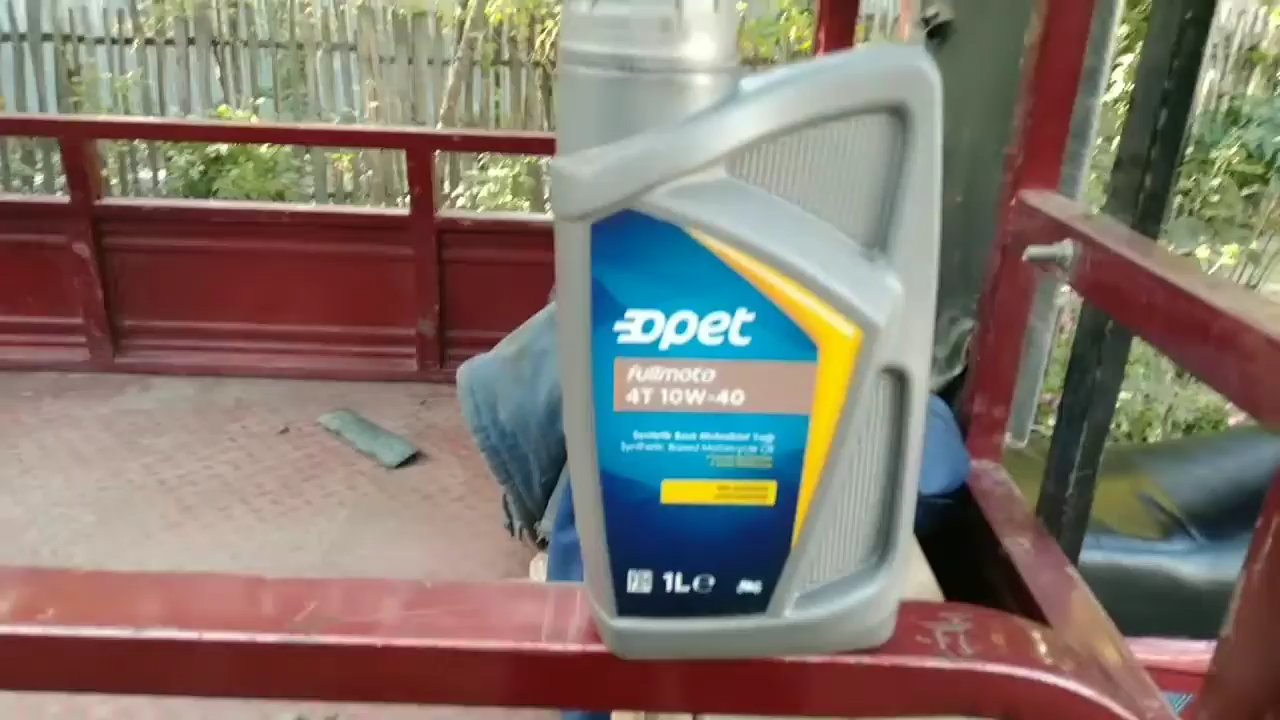 opet
fullmoto
4T 10W-40
Sentetik Bazlı Motosiklet Yağı
Synthetic Based Motorcycle Oil
1L e